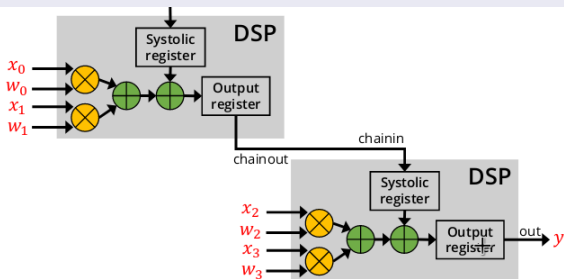 DSP
Systolic
register
x₀
w₀
x₁
w₁
Output
register
chainout
chainin
DSP
Systolic
register
x₂
w₂
x₃
w₃
Output
register
out
y